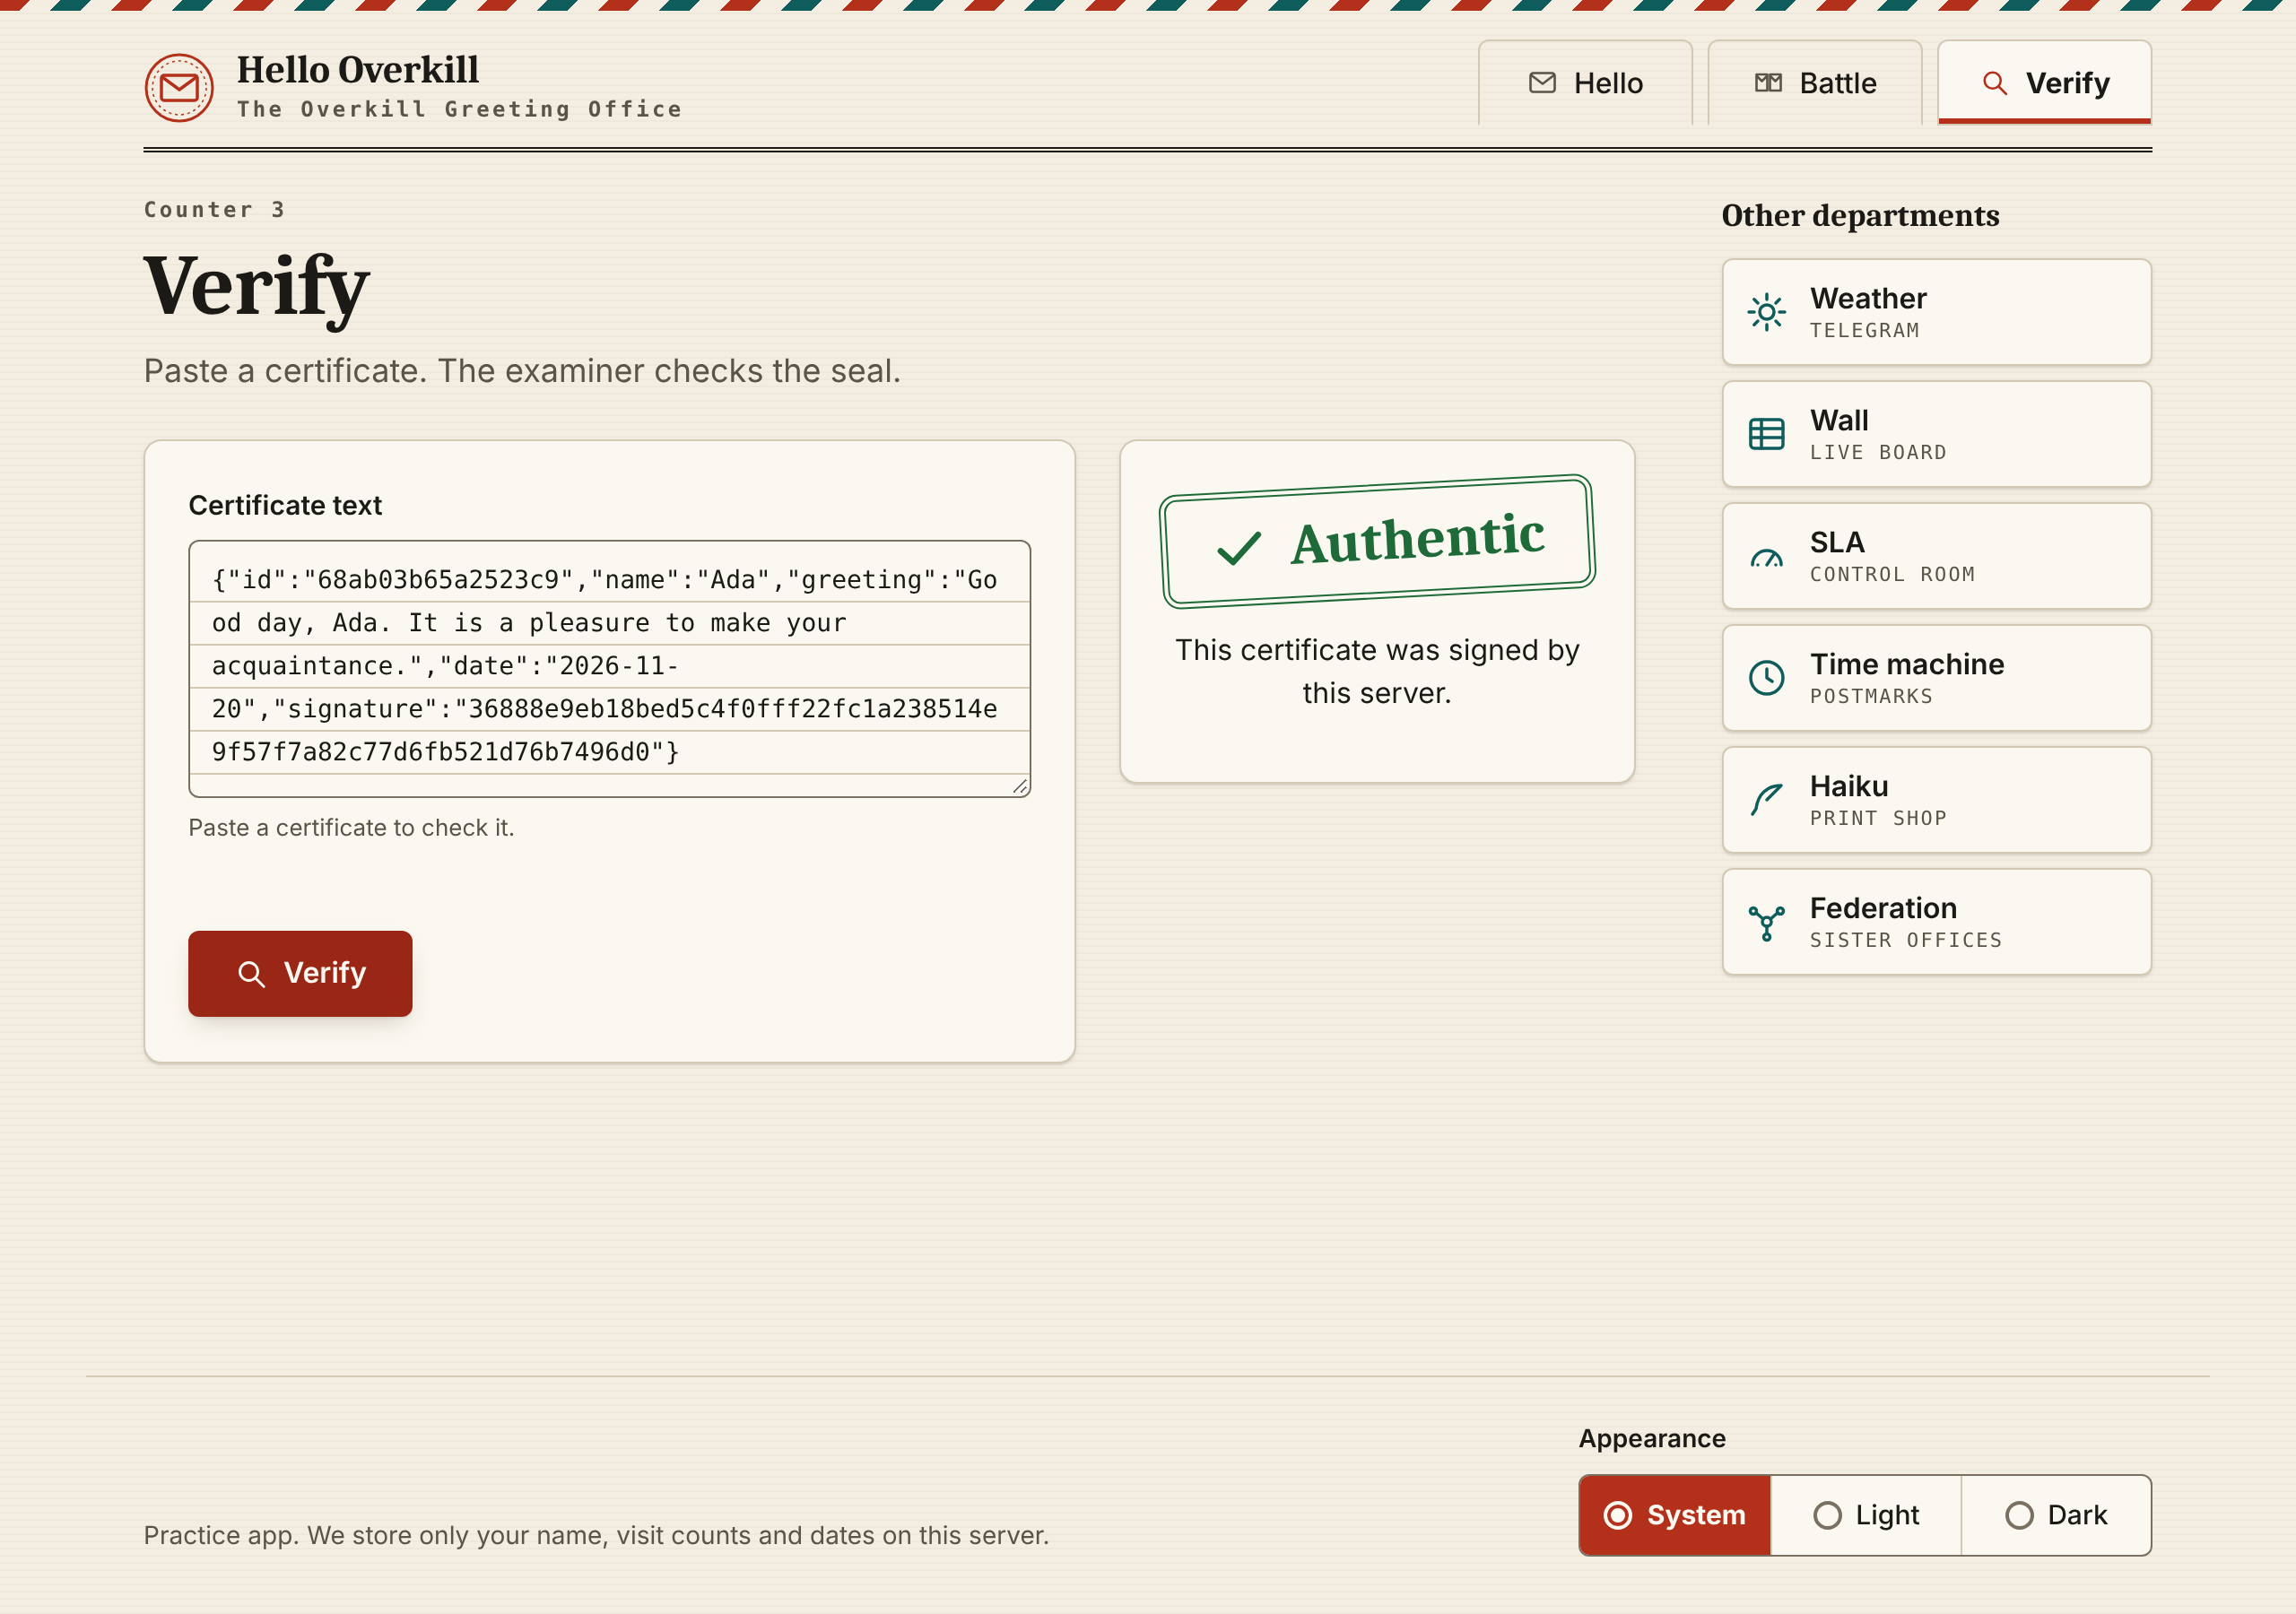 Hello Overkill
The Overkill Greeting Office
Hello
Battle
Verify
Counter 3
Verify
Paste a certificate. The examiner checks the seal.
Certificate text
{"id":"68ab03b65a2523c9","name":"Ada","greeting":"Go
od day, Ada. It is a pleasure to make your
acquaintance.","date":"2026-11-
20","signature":"36888e9eb18bed5c4f0fff22fc1a238514e
9f57f7a82c77d6fb521d76b7496d0"}
Paste a certificate to check it.
Verify
Authentic
This certificate was signed by
this server.
Other departments
Weather
TELEGRAM
Wall
LIVE BOARD
SLA
CONTROL ROOM
Time machine
POSTMARKS
Haiku
PRINT SHOP
Federation
SISTER OFFICES
Practice app. We store only your name, visit counts and dates on this server.
Appearance
System
Light
Dark